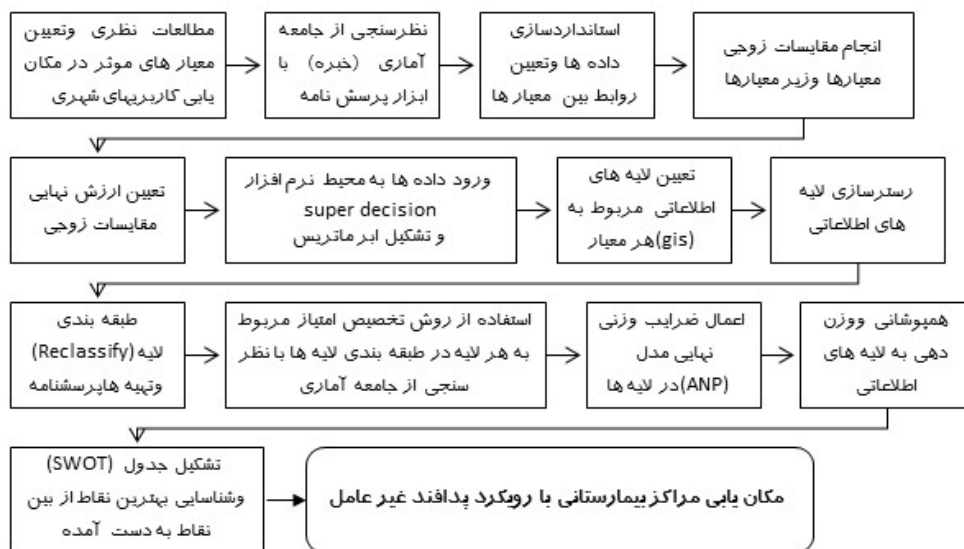 مطالعات نظری وتعیین
معیار های موثر در مکان
یابی کاربریهای شهری
نظرسنجی از جامعه
آماری (خبره) با
ابزار پرسش نامه
استانداردسازی
داده ها وتعیین
روابط بین معیار ها
انجام مقایسات زوجی
معیارها وزیر معیارها
تعیین ارزش نهایی
مقایسات زوجی
ورود داده ها به محیط نرم افزار
super decision
و تشکیل ابر ماتریس
تعیین لایه های
اطلاعاتی مربوط به
هر معیار(gis)
رسترسازی لایه
های اطلاعاتی
طبقه بندی
لایه (Reclassify)
وتهیه هاپرسشنامه
استفاده از روش تخصیص امتیاز مربوط
به هر لایه در طبقه بندی لایه ها با نظر
سنجی از جامعه آماری
اعمال ضرایب وزنی
نهایی مدل
(ANP)در لایه ها
همپوشانی ووزن
دهی به لایه های
اطلاعاتی
تشکیل جدول (SWOT)
وشناسایی بهترین نقاط از بین
نقاط به دست آمده
مکان یابی مراکز بیمارستانی با رویکرد پدافند غیر عامل